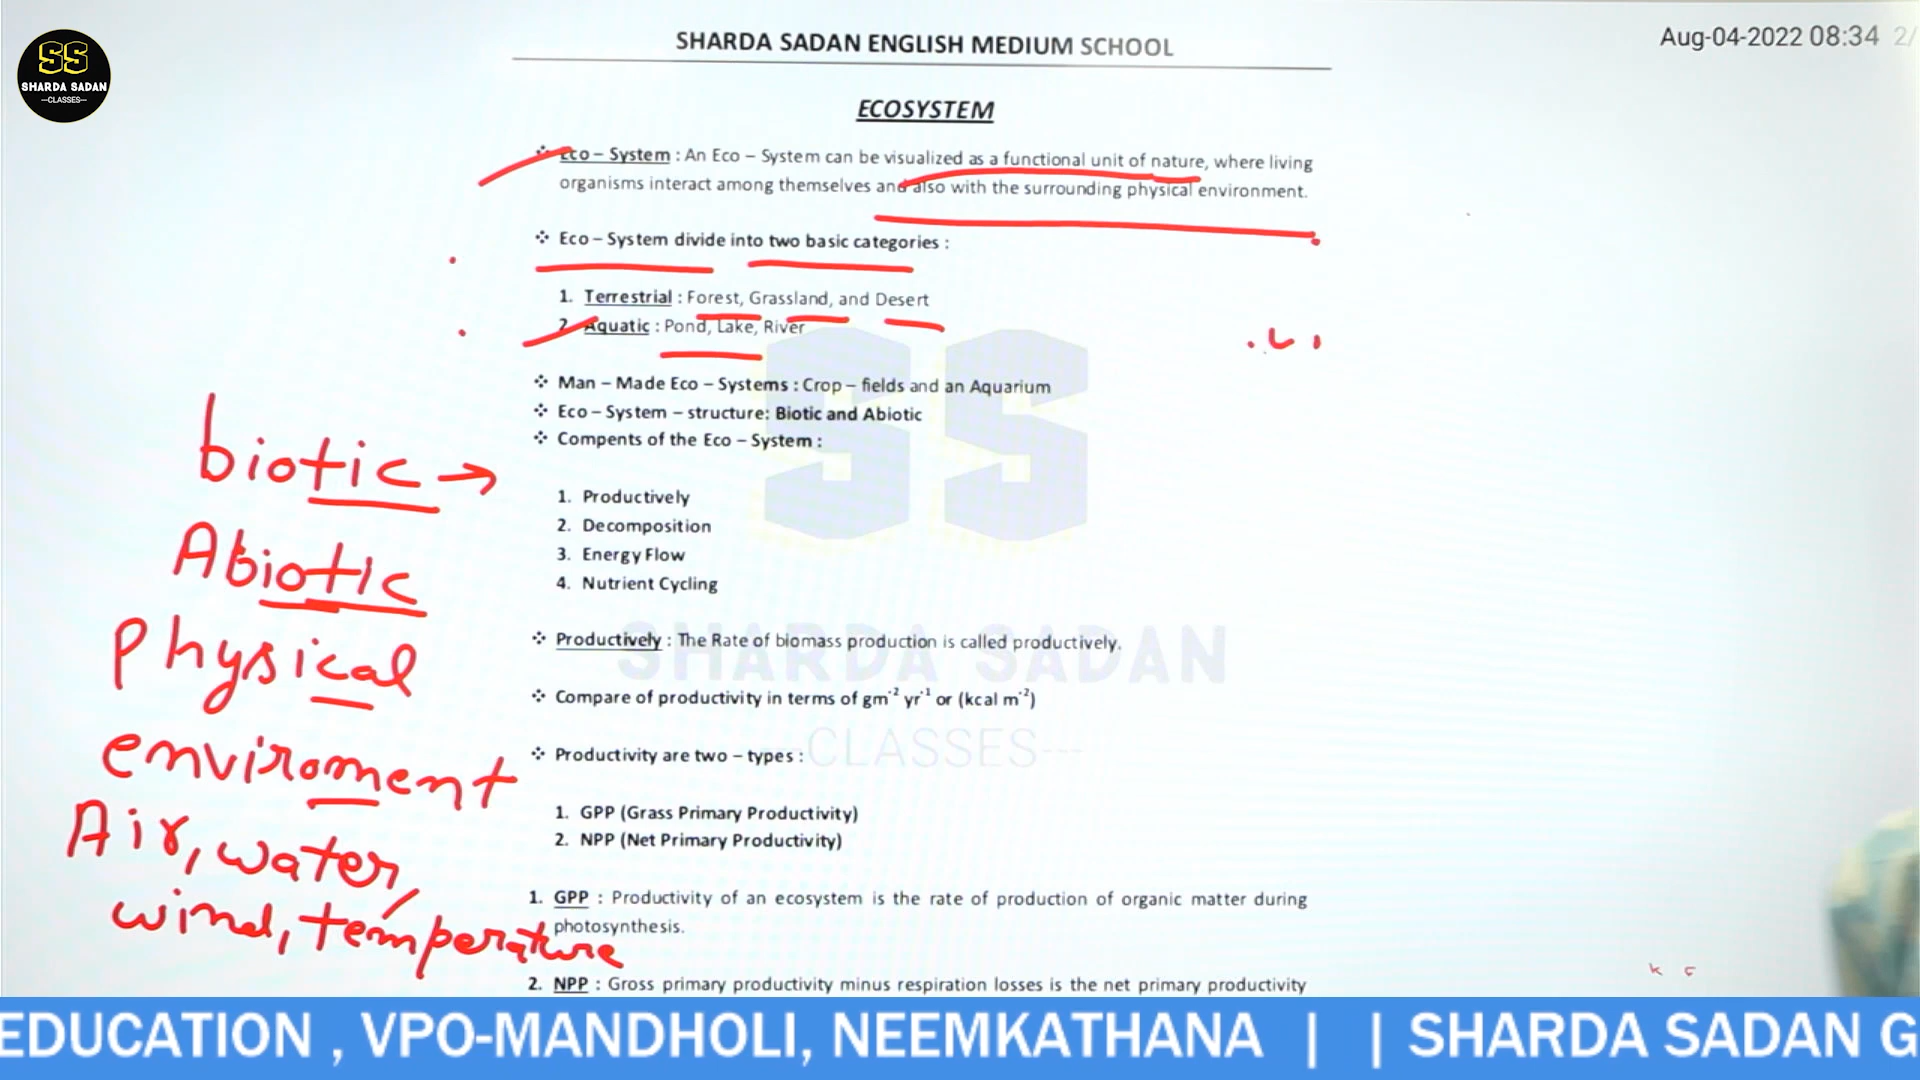 SS
SHARDA SADAN
—CLASSES—
SHARDA SADAN ENGLISH MEDIUM SCHOOL
Aug-04-2022 08:34 2/
ECOSYSTEM
❖ Eco – System : An Eco – System can be visualized as a functional unit of nature, where living
organisms interact among themselves and also with the surrounding physical environment.
❖ Eco – System divide into two basic categories :
1. Terrestrial : Forest, Grassland, and Desert
2. Aquatic : Pond, Lake, River
❖ Man – Made Eco – Systems : Crop – fields and an Aquarium
❖ Eco – System – structure: Biotic and Abiotic
❖ Compents of the Eco – System :
1. Productively
2. Decomposition
3. Energy Flow
4. Nutrient Cycling
❖ Productively : The Rate of biomass production is called productively.
❖ Compare of productivity in terms of gm⁻² yr⁻¹ or (kcal m⁻²)
❖ Productivity are two – types :
1. GPP (Grass Primary Productivity)
2. NPP (Net Primary Productivity)
1. GPP : Productivity of an ecosystem is the rate of production of organic matter during
photosynthesis.
2. NPP : Gross primary productivity minus respiration losses is the net primary productivity
SS
SHARDA SADAN
---CLASSES---
biotic →
Abiotic
Physical
enviroment
Air, water,
wind, temperature
EDUCATION , VPO-MANDHOLI, NEEMKATHANA | | SHARDA SADAN G